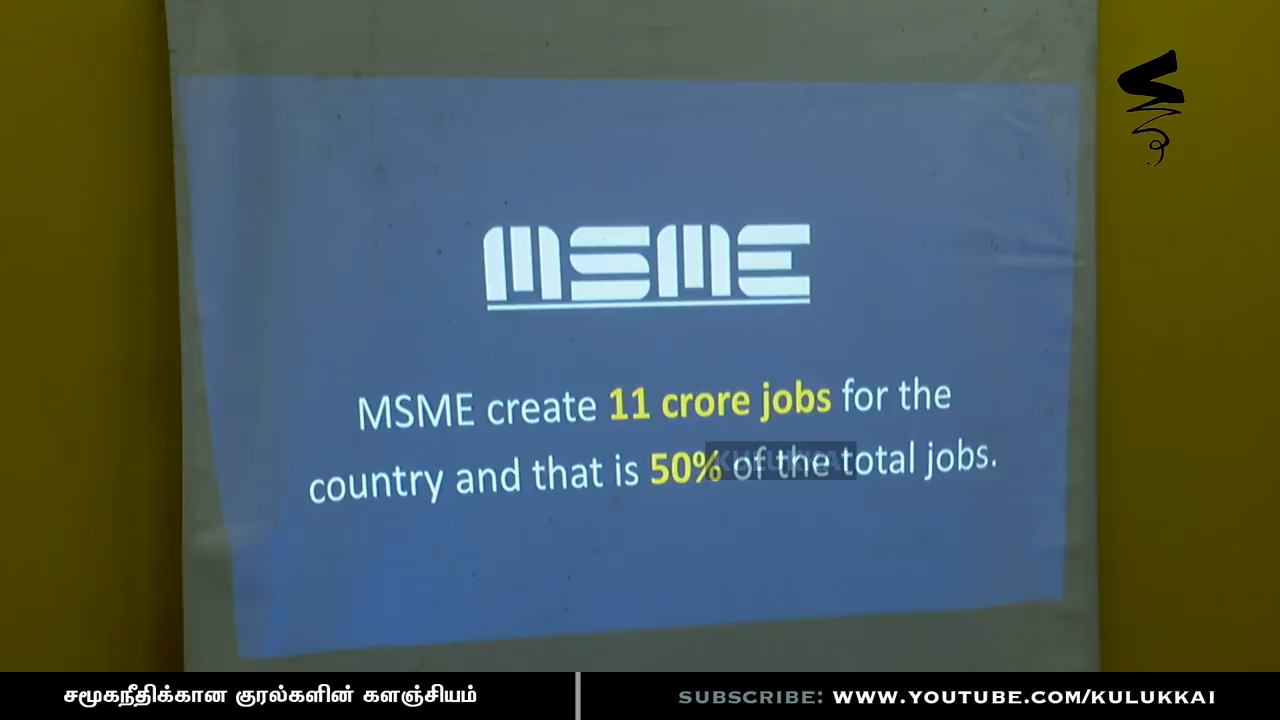 MSME
MSME create 11 crore jobs for the
country and that is 50% of the total jobs.
KULUKKAI
சமூகநீதிக்கான குரல்களின் களஞ்சியம்
SUBSCRIBE: WWW.YOUTUBE.COM/KULUKKAI